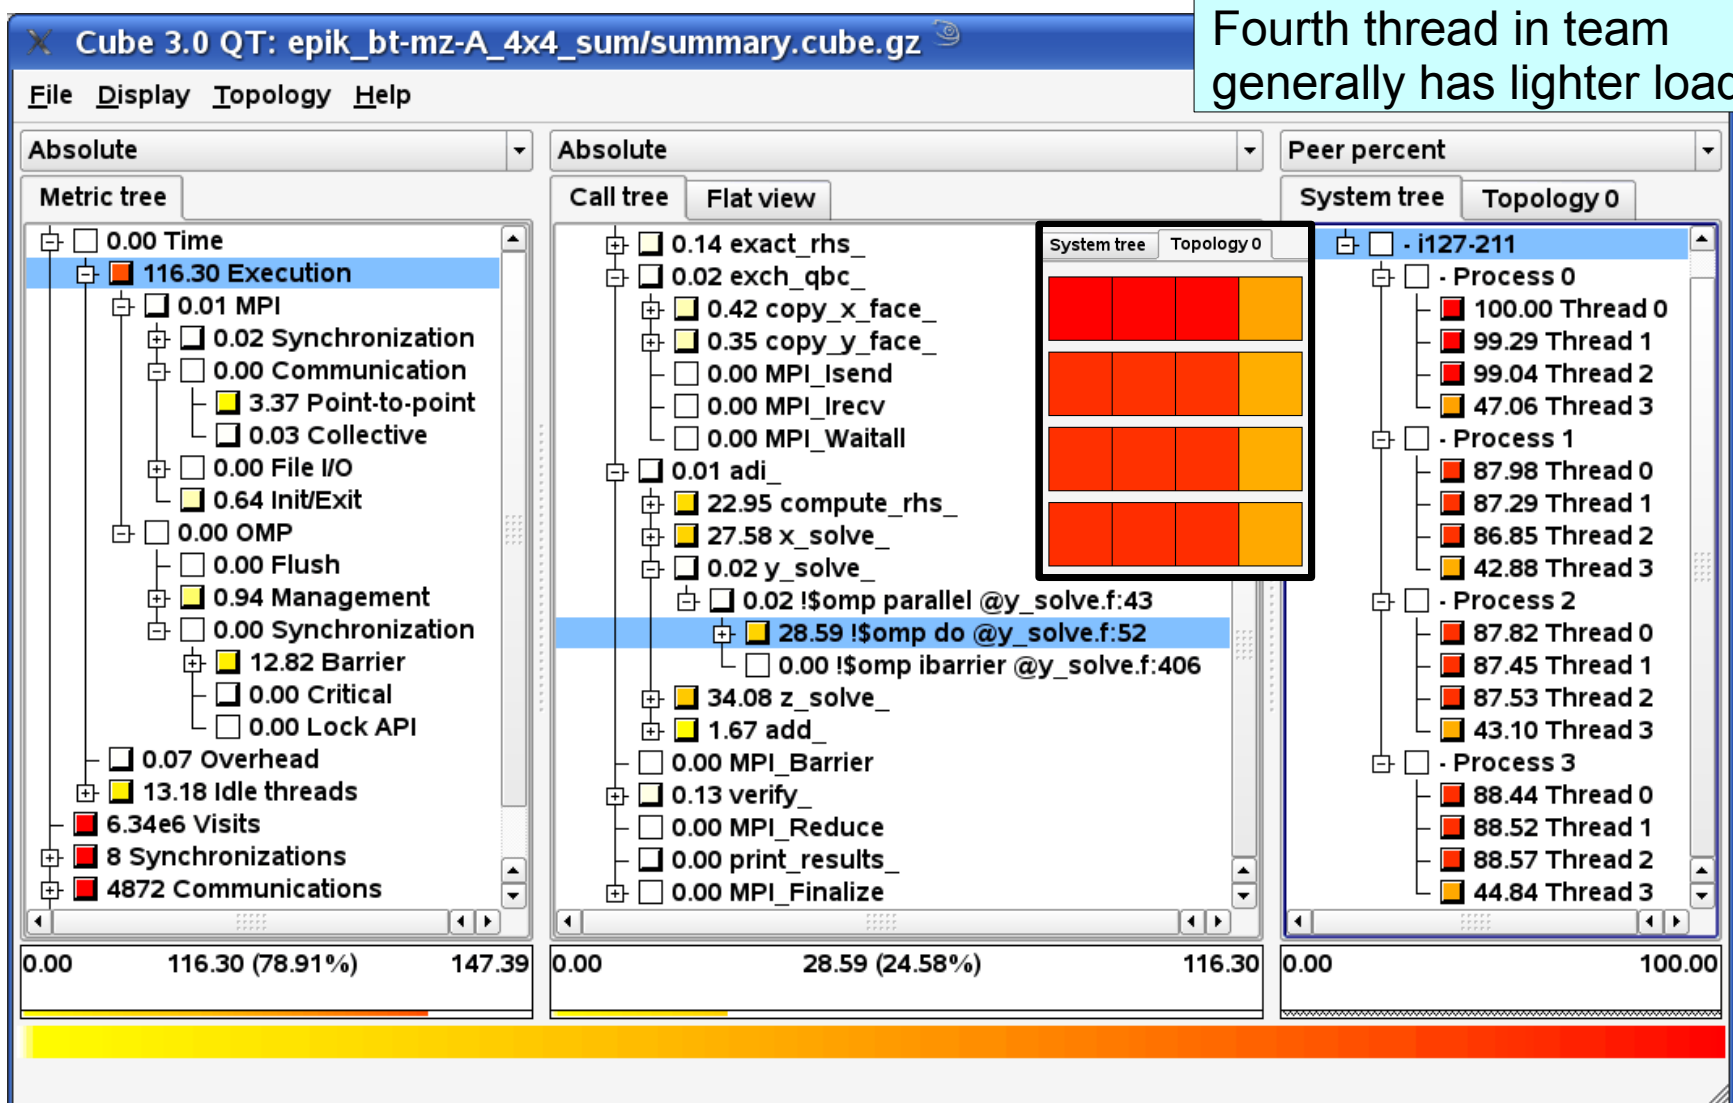 Cube 3.0 QT: epik_bt-mz-A_4x4_sum/summary.cube.gz
Fourth thread in team
generally has lighter load
File Display Topology Help
Absolute
Metric tree
0.00 Time
116.30 Execution
0.01 MPI
0.02 Synchronization
0.00 Communication
3.37 Point-to-point
0.03 Collective
0.00 File I/O
0.64 Init/Exit
0.00 OMP
0.00 Flush
0.94 Management
0.00 Synchronization
12.82 Barrier
0.00 Critical
0.00 Lock API
0.07 Overhead
13.18 Idle threads
6.34e6 Visits
8 Synchronizations
4872 Communications
0.00 116.30 (78.91%) 147.39
Absolute
Call tree Flat view
0.14 exact_rhs_
0.02 exch_qbc_
0.42 copy_x_face_
0.35 copy_y_face_
0.00 MPI_Isend
0.00 MPI_Irecv
0.00 MPI_Waitall
0.01 adi_
22.95 compute_rhs_
27.58 x_solve_
0.02 y_solve_
0.02 !$omp parallel @y_solve.f:43
28.59 !$omp do @y_solve.f:52
0.00 !$omp ibarrier @y_solve.f:406
34.08 z_solve_
1.67 add_
0.00 MPI_Barrier
0.13 verify_
0.00 MPI_Reduce
0.00 print_results_
0.00 MPI_Finalize
0.00 28.59 (24.58%) 116.30
System tree Topology 0
Peer percent
System tree Topology 0
- i127-211
- Process 0
100.00 Thread 0
99.29 Thread 1
99.04 Thread 2
47.06 Thread 3
- Process 1
87.98 Thread 0
87.29 Thread 1
86.85 Thread 2
42.88 Thread 3
- Process 2
87.82 Thread 0
87.45 Thread 1
87.53 Thread 2
43.10 Thread 3
- Process 3
88.44 Thread 0
88.52 Thread 1
88.57 Thread 2
44.84 Thread 3
0.00 100.00